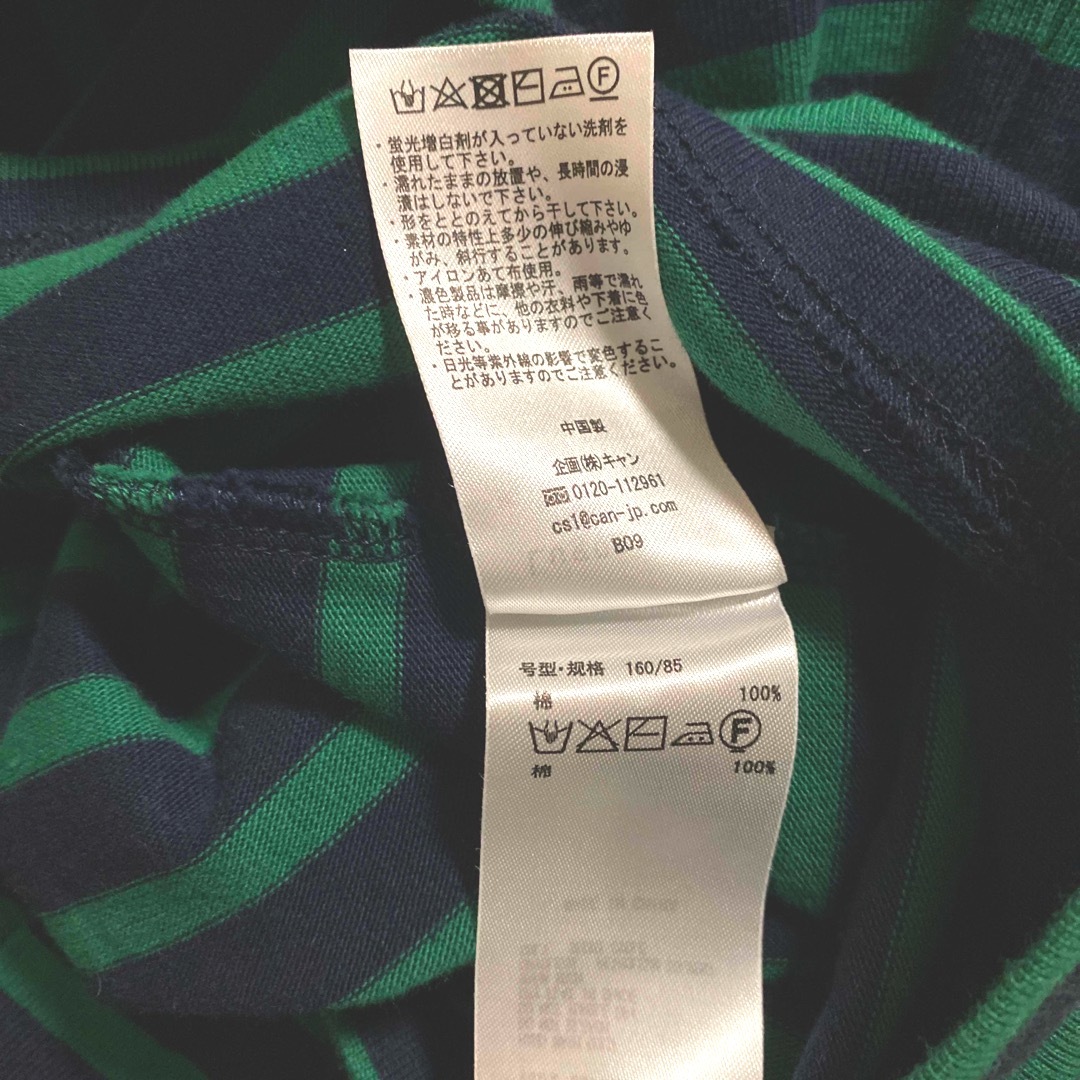 F
・蛍光増白剤が入っていない洗剤を
使用して下さい。
・濡れたままの放置や、長時間の浸
漬はしないで下さい。
・形をととのえてから干して下さい。
・素材の特性上多少の伸び縮みやゆ
がみ、斜行することがあります。
・アイロンあて布使用。
・濃色製品は摩擦や汗、雨等で濡れ
た時などに、他の衣料や下着に色
が移る事がありますのでご注意く
ださい。
・日光等紫外線の影響で変色するこ
とがありますのでご注意ください。
中国製
企画(株)キャン
0120-112961
cs1@can-jp.com
B09
号型・规格 160/85
棉 100%
F
棉 100%